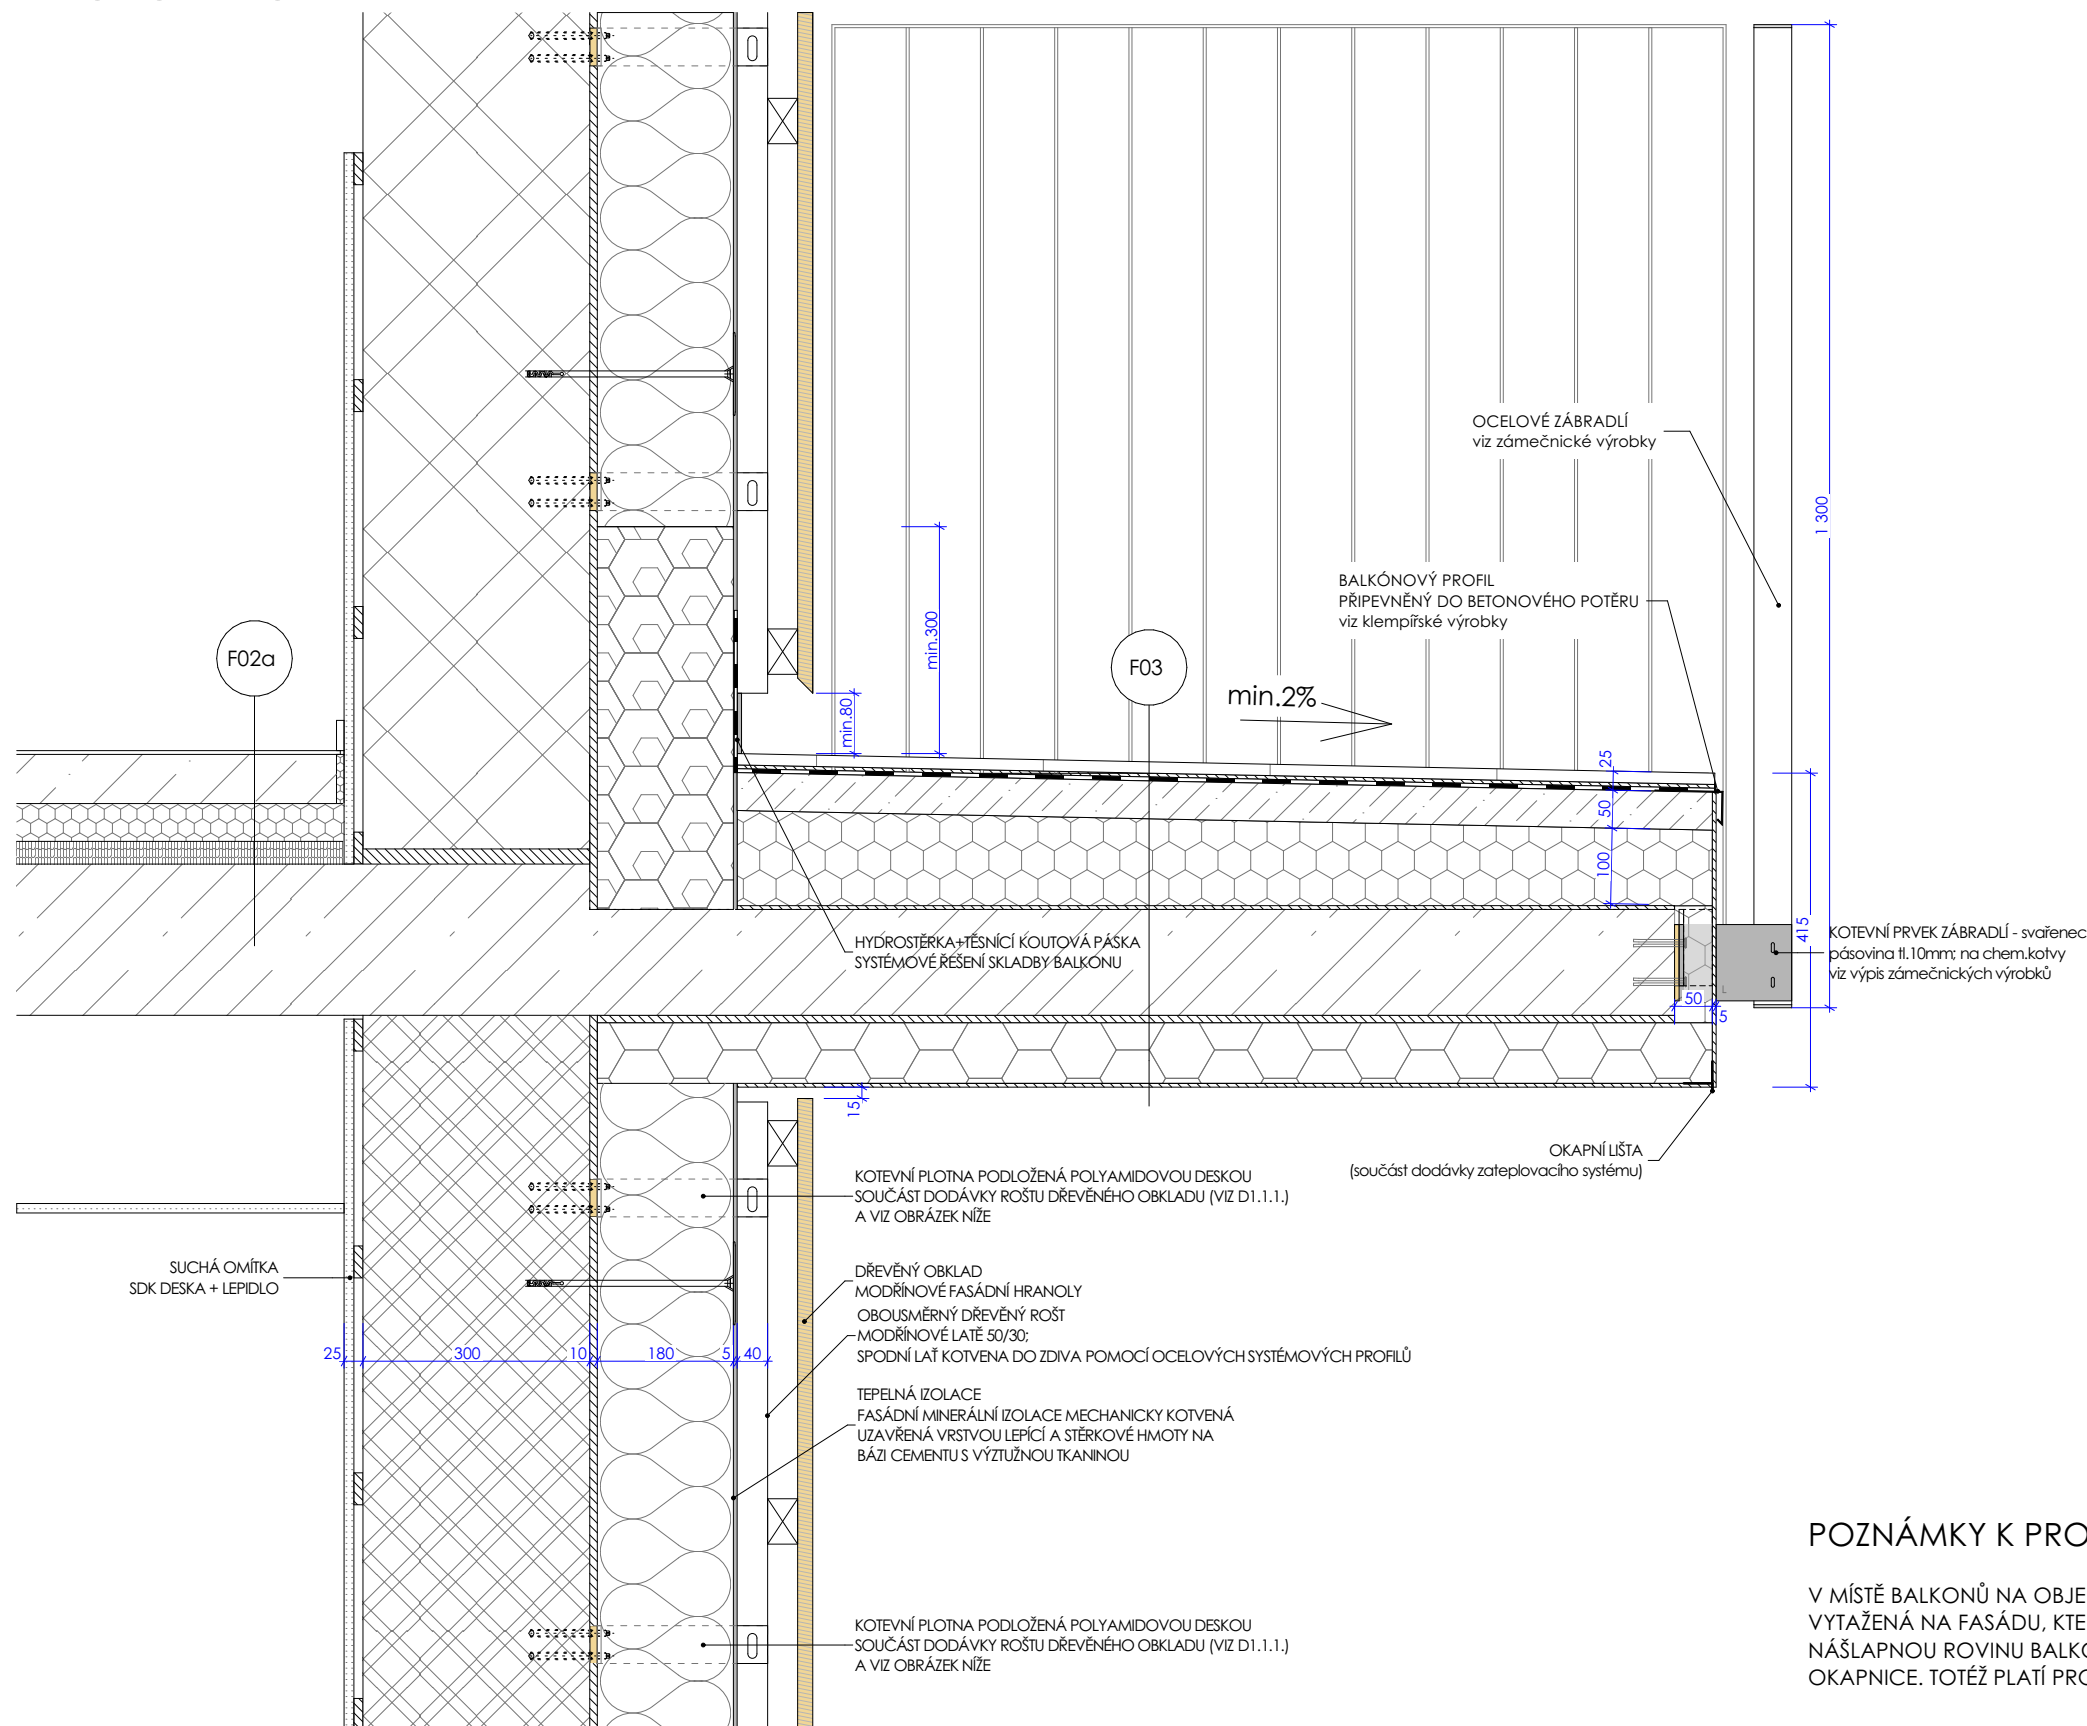 OCELOVÉ ZÁBRADLÍ
viz zámečnické výrobky
1 300
BALKÓNOVÝ PROFIL
PŘIPEVNĚNÝ DO BETONOVÉHO POTĚRU
viz klempířské výrobky
min.300
F02a
F03
min.2%
min.80
25
50
100
415
KOTEVNÍ PRVEK ZÁBRADLÍ - svařenec
pásovina tl.10mm; na chem.kotvy
viz výpis zámečnických výrobků
HYDROSTĚRKA+TĚSNÍCÍ KOUTOVÁ PÁSKA
SYSTÉMOVÉ ŘEŠENÍ SKLADBY BALKONU
50
5
15
OKAPNÍ LIŠTA
(součást dodávky zateplovacího systému)
KOTEVNÍ PLOTNA PODLOŽENÁ POLYAMIDOVOU DESKOU
SOUČÁST DODÁVKY ROŠTU DŘEVĚNÉHO OBKLADU (VIZ D1.1.1.)
A VIZ OBRÁZEK NÍŽE
SUCHÁ OMÍTKA
SDK DESKA + LEPIDLO
DŘEVĚNÝ OBKLAD
MODŘÍNOVÉ FASÁDNÍ HRANOLY
OBOUSMĚRNÝ DŘEVĚNÝ ROŠT
MODŘÍNOVÉ LATĚ 50/30;
SPODNÍ LAŤ KOTVENA DO ZDIVA POMOCÍ OCELOVÝCH SYSTÉMOVÝCH PROFILŮ
25 300 10 180 5 40
TEPELNÁ IZOLACE
FASÁDNÍ MINERÁLNÍ IZOLACE MECHANICKY KOTVENÁ
UZAVŘENÁ VRSTVOU LEPÍCÍ A STĚRKOVÉ HMOTY NA
BÁZI CEMENTU S VÝZTUŽNOU TKANINOU
KOTEVNÍ PLOTNA PODLOŽENÁ POLYAMIDOVOU DESKOU
SOUČÁST DODÁVKY ROŠTU DŘEVĚNÉHO OBKLADU (VIZ D1.1.1.)
A VIZ OBRÁZEK NÍŽE
POZNÁMKY K PRO
V MÍSTĚ BALKONŮ NA OBJE
VYTAŽENÁ NA FASÁDU, KTE
NÁŠLAPNOU ROVINU BALKO
OKAPNICE. TOTÉŽ PLATÍ PRO